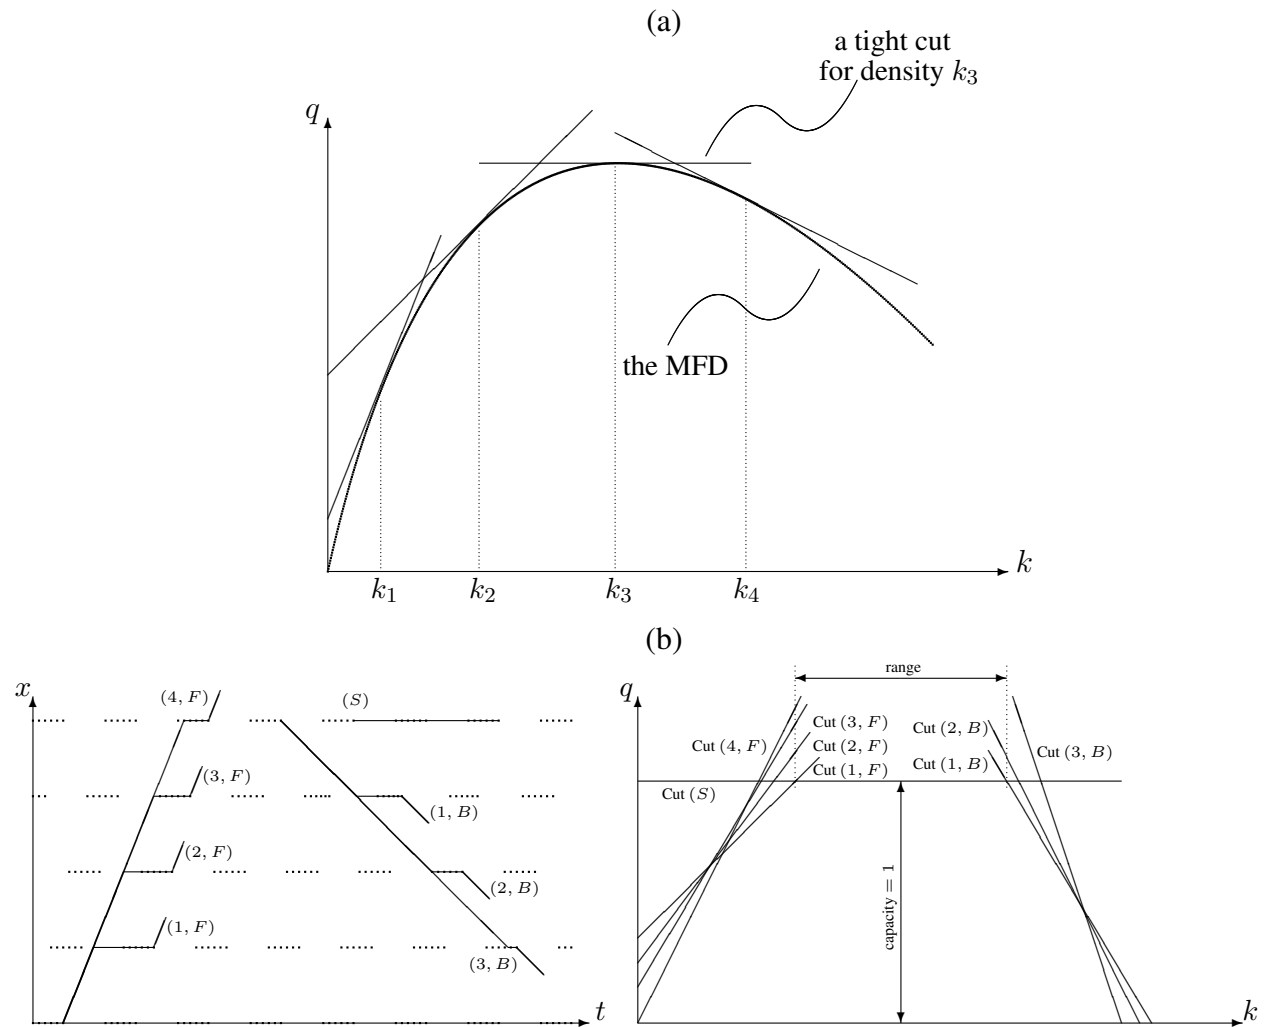 (a)
a tight cut
for density k₃
q
the MFD
k
k₁ k₂ k₃ k₄
(b)
x
(4, F)
(S)
(3, F)
(1, B)
(2, F)
(2, B)
(1, F)
(3, B)
t
range
q
Cut (4, F)
Cut (3, F)
Cut (2, F)
Cut (1, F)
Cut (2, B)
Cut (1, B)
Cut (3, B)
Cut (S)
capacity = 1
k